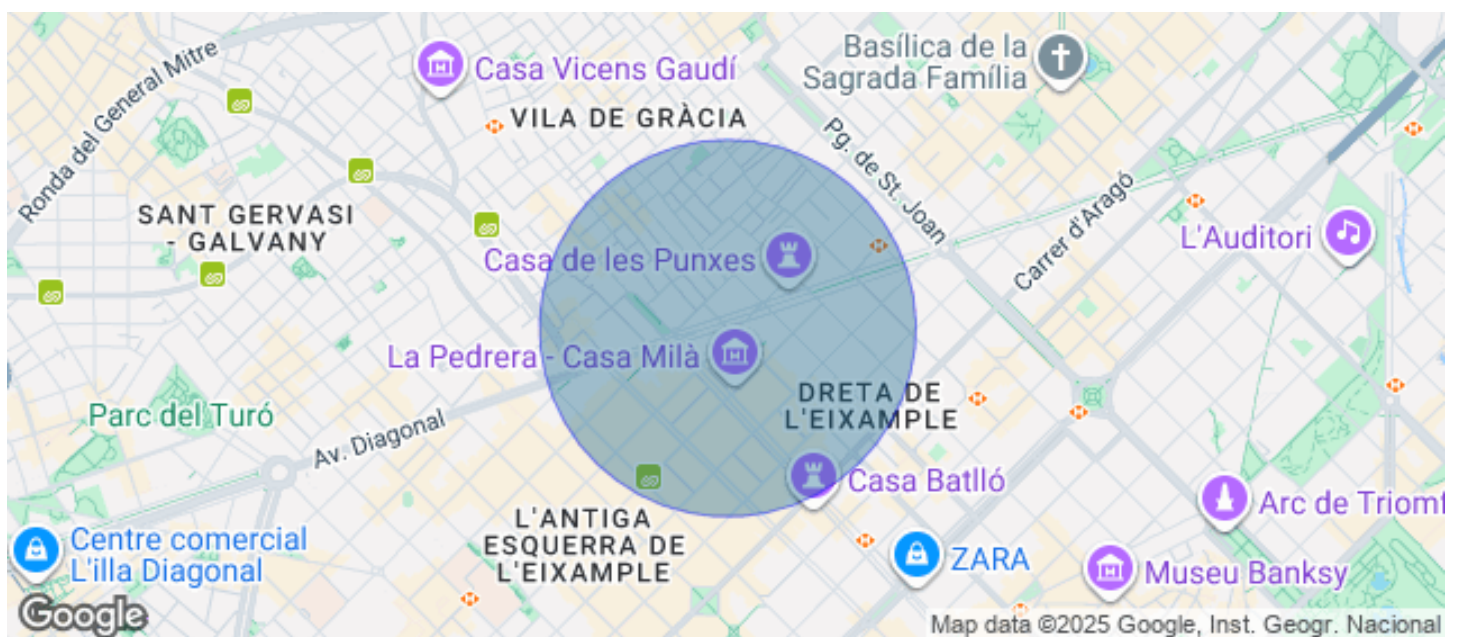 Ronda del General Mitre
Casa Vicens Gaudí
Basílica de la
Sagrada Família
VILA DE GRÀCIA
Pg. de St. Joan
SANT GERVASI
- GALVANY
Carrer d'Aragó
L'Auditori
Casa de les Punxes
La Pedrera - Casa Milà
DRETA DE
L'EIXAMPLE
Parc del Turó
Av. Diagonal
Casa Batlló
Arc de Triomf
L'ANTIGA
ESQUERRA DE
L'EIXAMPLE
Centre comercial
L'illa Diagonal
ZARA
Museu Banksy
Google
Map data ©2025 Google, Inst. Geogr. Nacional